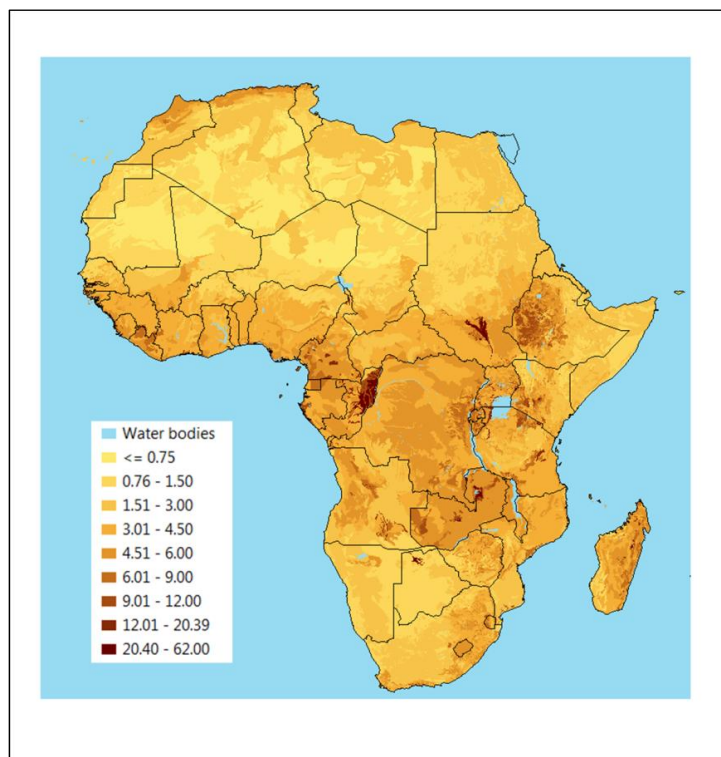 Water bodies
<= 0.75
0.76 - 1.50
1.51 - 3.00
3.01 - 4.50
4.51 - 6.00
6.01 - 9.00
9.01 - 12.00
12.01 - 20.39
20.40 - 62.00